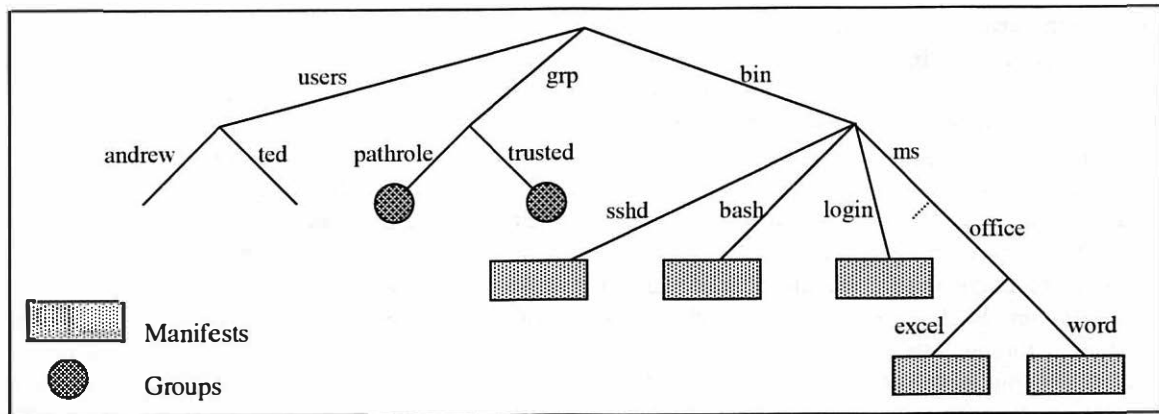 users
grp
bin
andrew
ted
pathrole
trusted
ms
sshd
bash
login
office
excel
word
Manifests
Groups